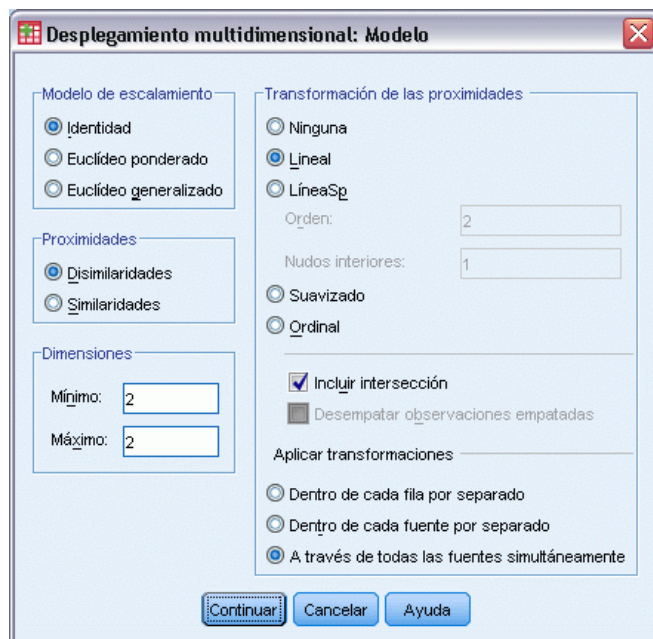 Desplegamiento multidimensional: Modelo
Modelo de escalamiento
Identidad
Euclídeo ponderado
Euclídeo generalizado
Proximidades
Disimilaridades
Similaridades
Dimensiones
Mínimo: 2
Máximo: 2
Transformación de las proximidades
Ninguna
Lineal
LíneaSp
Orden: 2
Nudos interiores: 1
Suavizado
Ordinal
Incluir intersección
Desempatar observaciones empatadas
Aplicar transformaciones
Dentro de cada fila por separado
Dentro de cada fuente por separado
A través de todas las fuentes simultáneamente
Continuar Cancelar Ayuda